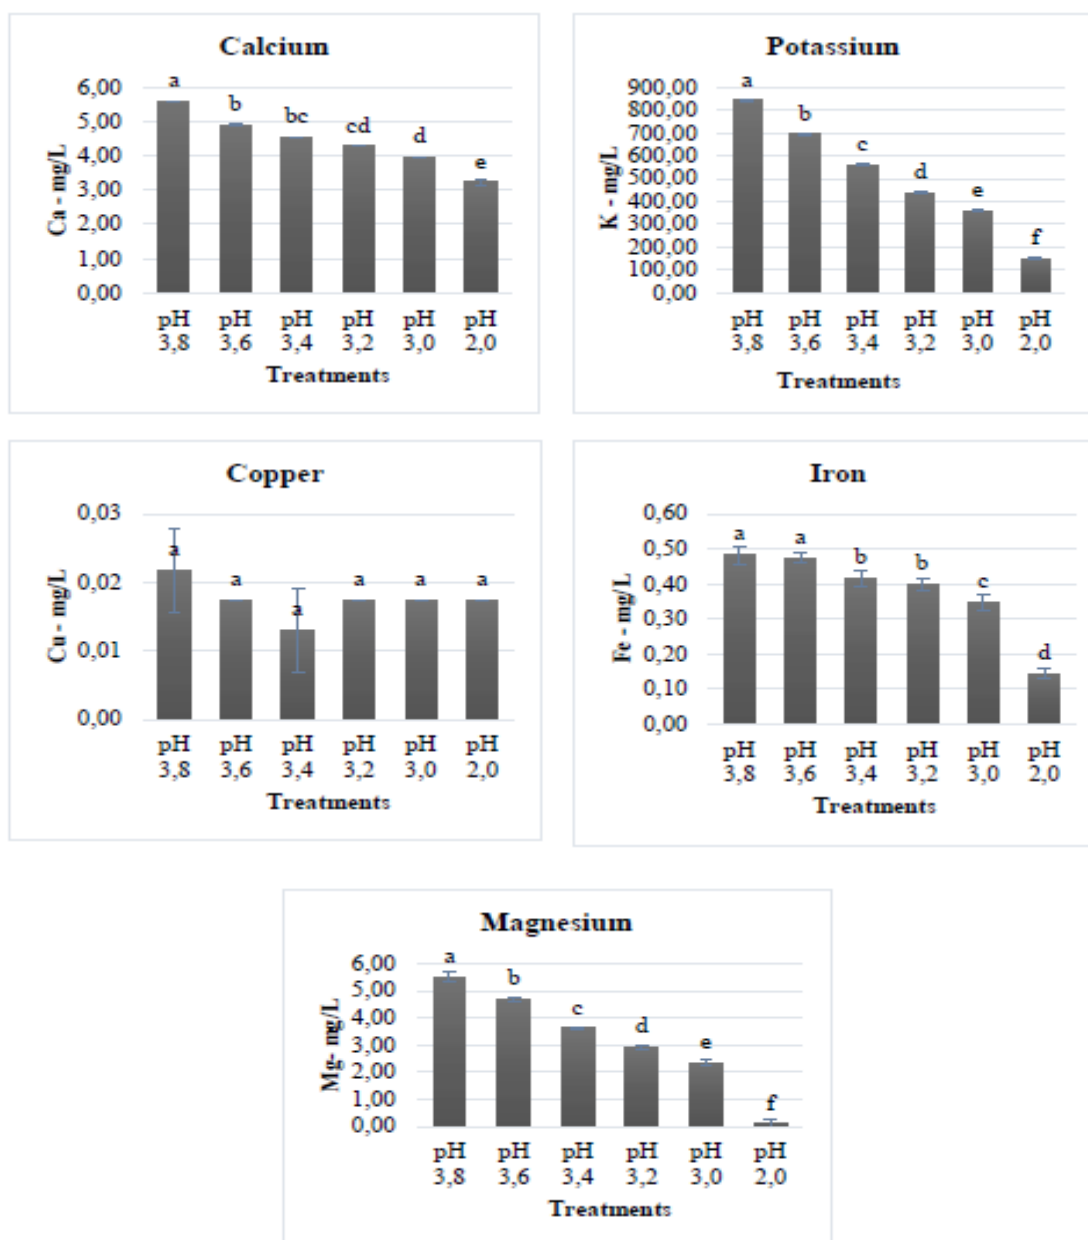 Calcium
Ca - mg/L
6,00
5,00
4,00
3,00
2,00
1,00
0,00
a
b
bc
cd
d
e
pH 3,8
pH 3,6
pH 3,4
pH 3,2
pH 3,0
pH 2,0
Treatments
Potassium
K - mg/L
900,00
800,00
700,00
600,00
500,00
400,00
300,00
200,00
100,00
0,00
a
b
c
d
e
f
pH 3,8
pH 3,6
pH 3,4
pH 3,2
pH 3,0
pH 2,0
Treatments
Copper
Cu - mg/L
0,03
0,02
0,01
0,00
a
a
a
a
a
a
pH 3,8
pH 3,6
pH 3,4
pH 3,2
pH 3,0
pH 2,0
Treatments
Iron
Fe - mg/L
0,60
0,50
0,40
0,30
0,20
0,10
0,00
a
a
b
b
c
d
pH 3,8
pH 3,6
pH 3,4
pH 3,2
pH 3,0
pH 2,0
Treatments
Magnesium
Mg- mg/L
6,00
5,00
4,00
3,00
2,00
1,00
0,00
a
b
c
d
e
f
pH 3,8
pH 3,6
pH 3,4
pH 3,2
pH 3,0
pH 2,0
Treatments